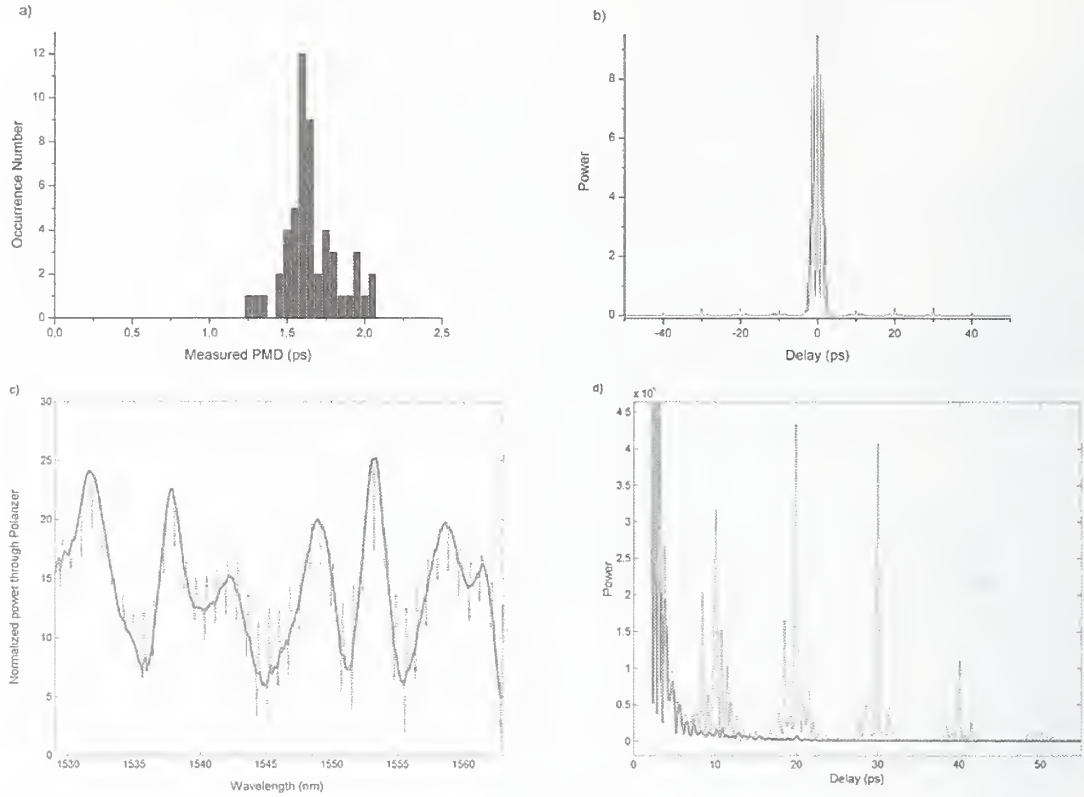 a)
12
10
8
6
4
2
0
0,0 0,5 1,0 1,5 2,0 2,5
Occurrence Number
Measured PMD (ps)
b)
8
6
4
2
0
-40 -20 0 20 40
Power
Delay (ps)
c)
30
25
20
15
10
5
0
1530 1535 1540 1545 1550 1555 1560
Normalized power through Polarizer
Wavelength (nm)
d)
4.5
4
3.5
3
2.5
2
1.5
1
0.5
0
0 10 20 30 40 50
Power
Delay (ps)